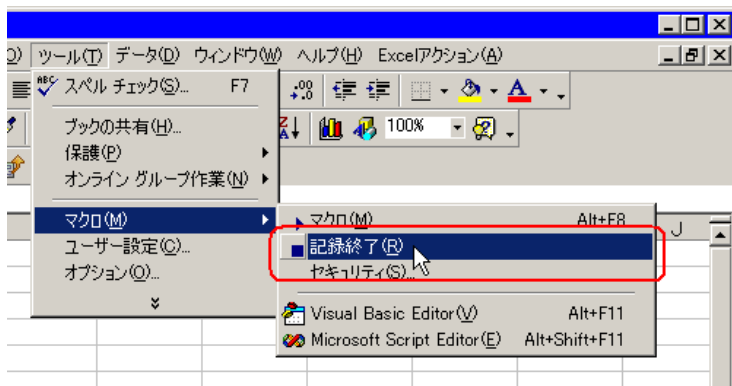 O) ツール(T) データ(D) ウィンドウ(W) ヘルプ(H) Excelアクション(A)
ABC スペル チェック(S)... F7
ブックの共有(H)...
100%
保護(P)
オンライン グループ作業(N)
マクロ(M)
マクロ(M) Alt+F8
J
ユーザー設定(C)...
記録終了(R)
オプション(O)...
セキュリティ(S)...
Visual Basic Editor(V) Alt+F11
Microsoft Script Editor(E) Alt+Shift+F11